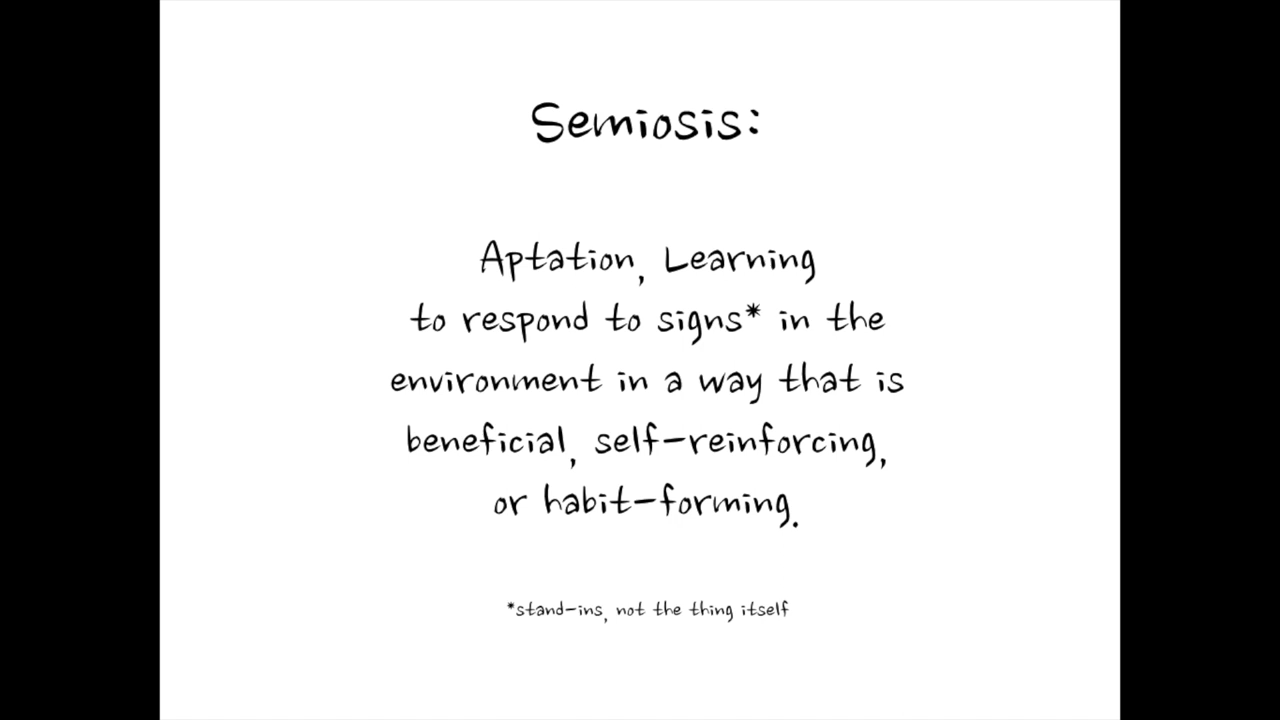 Semiosis:
Aptation, Learning
to respond to signs* in the
environment in a way that is
beneficial, self-reinforcing,
or habit-forming.
*stand-ins, not the thing itself